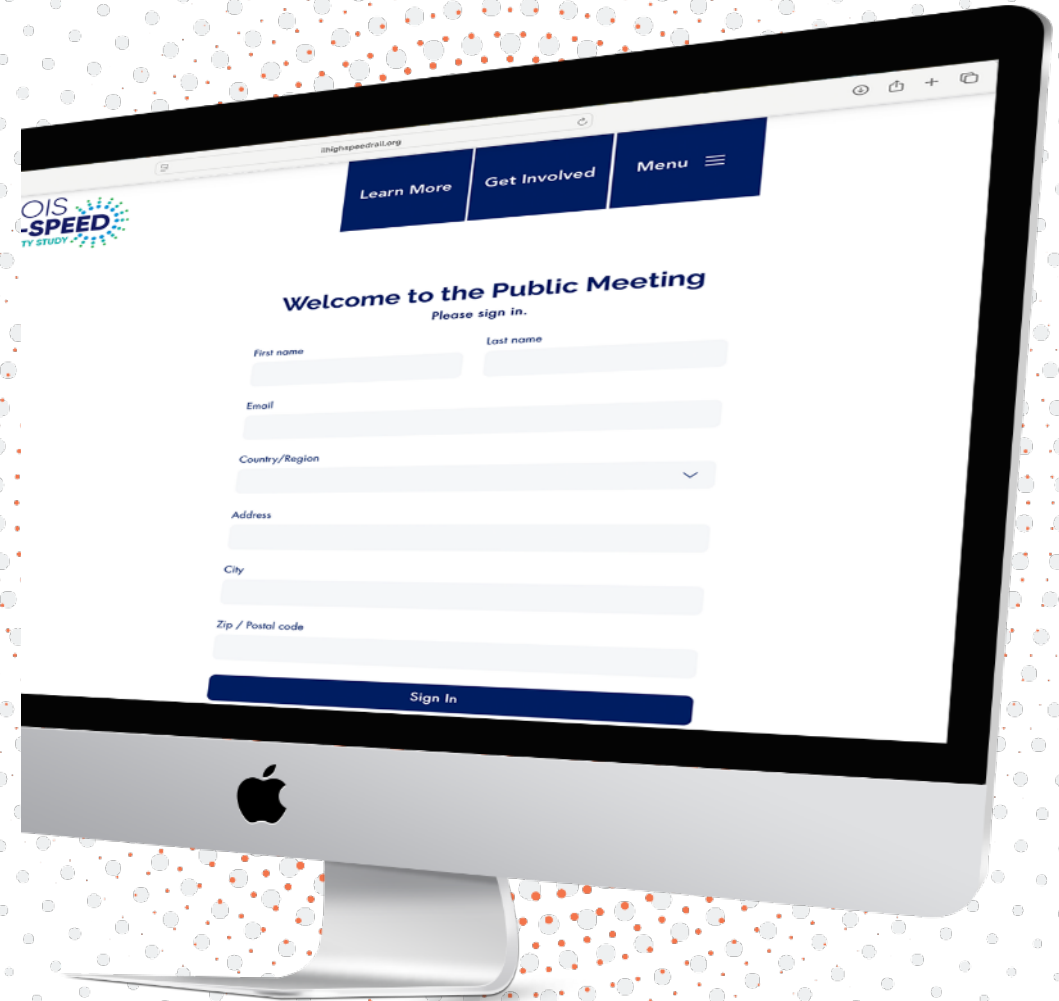 ilhighspeedrail.org
Learn More
Get Involved
Menu
OIS
-SPEED
TY STUDY
Welcome to the Public Meeting
Please sign in.
First name
Last name
Email
Country/Region
Address
City
Zip / Postal code
Sign In